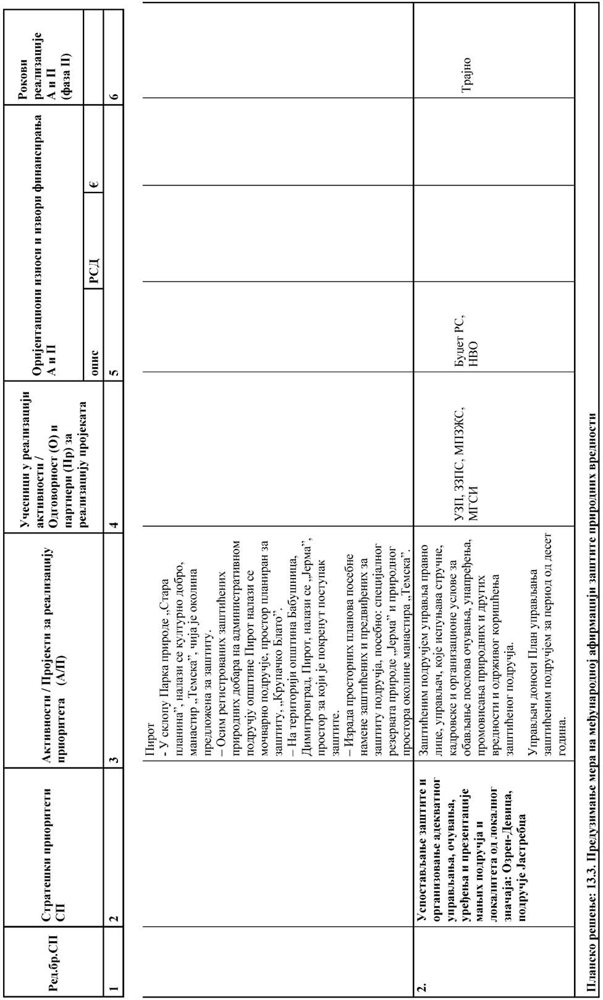 Ред.бр.СП
Стратешки приоритети
СП
Активности / Пројекти за реализацију
приоритета (А/П)
Учесници у реализацији
активности /
Одговорност (О) и
партнери (Пр) за
реализацију пројеката
Оријентациони износи и извори финансирања
А и П
Рокови
реализације
А и П
(фаза II)
опис
РСД
€
1
2
3
4
5
6
Пирот
- У склопу Парка природе „Стара
планина”, налази се културно добро,
манастир „Темска”, чија је околина
предложена за заштиту.
– Осим регистрованих заштићених
природних добара на административном
подручју општине Пирот налази се
мочварно подручје, простор планиран за
заштиту, „Крупачко Блато”.
– На територији општина Бабушница,
Димитровград, Пирот, налази се „Јерма”,
простор за који је покренут поступак
заштите.
– Израда просторних планова посебне
намене заштићених и предвиђених за
заштиту подручја, посебно: специјалног
резервата природе „Јерма” и природног
простора околине манастира „Темска”.
2.
Успостављање заштите и
организовање адекватног
управљања, очувања,
уређења и презентације
мањих подручја и
локалитета од локалног
значаја: Озрен-Девица,
подручје Јастребца
Заштићеним подручјем управља правно
лице, управљач, које испуњава стручне,
кадровске и организационе услове за
обављање послова очувања, унапређења,
промовисања природних и других
вредности и одрживог коришћења
заштићеног подручја.
Управљач доноси План управљања
заштићеним подручјем за период од десет
година.
УЗП, ЗЗПС, МПЗЖС,
МГСИ
Буџет РС,
НВО
Трајно
Планско решење: 13.3. Предузимање мера на међународној афирмацији заштите природних вредности